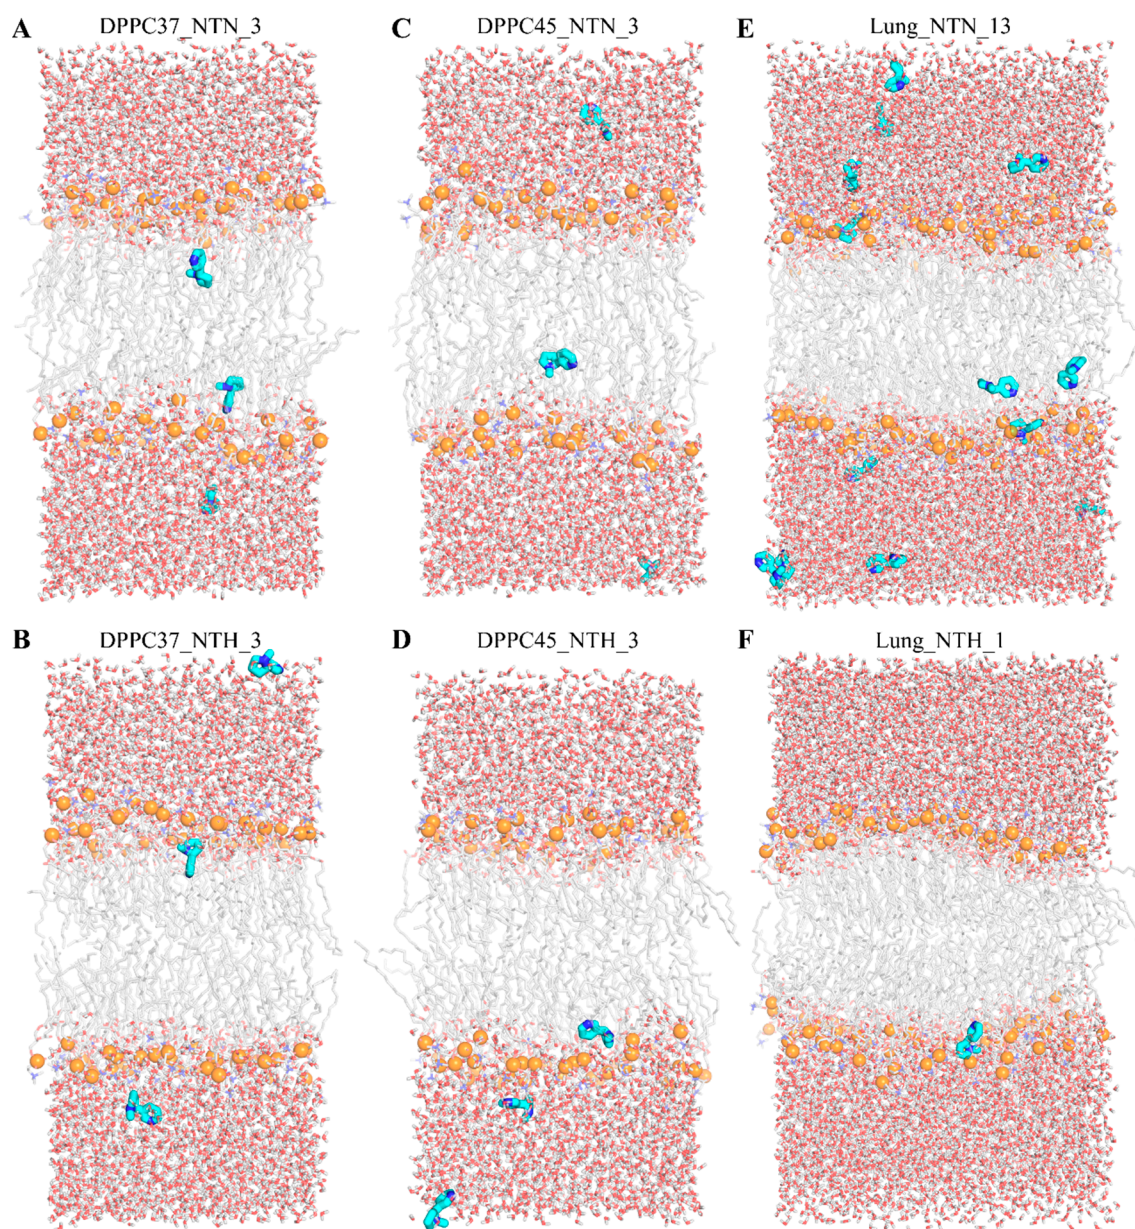 A DPPC37_NTN_3
C DPPC45_NTN_3
E Lung_NTN_13
B DPPC37_NTH_3
D DPPC45_NTH_3
F Lung_NTH_1